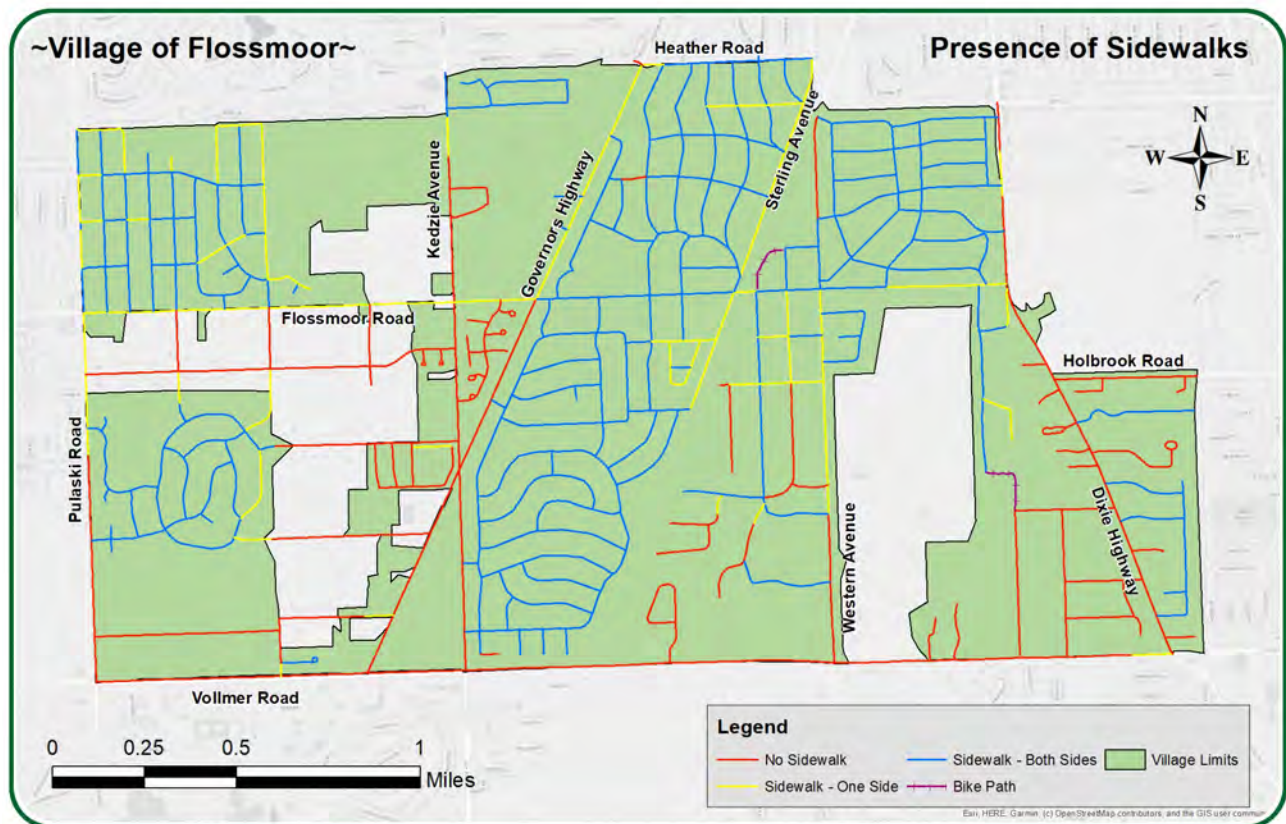 ~Village of Flossmoor~
Heather Road
Presence of Sidewalks
N
W E
S
Kedzie Avenue
Governors Highway
Sterling Avenue
Flossmoor Road
Holbrook Road
Pulaski Road
Western Avenue
Dixie Highway
Vollmer Road
0 0.25 0.5 1
Miles
Legend
No Sidewalk
Sidewalk - Both Sides
Village Limits
Sidewalk - One Side
Bike Path
Esri, HERE, Garmin, (c) OpenStreetMap contributors, and the GIS user commun